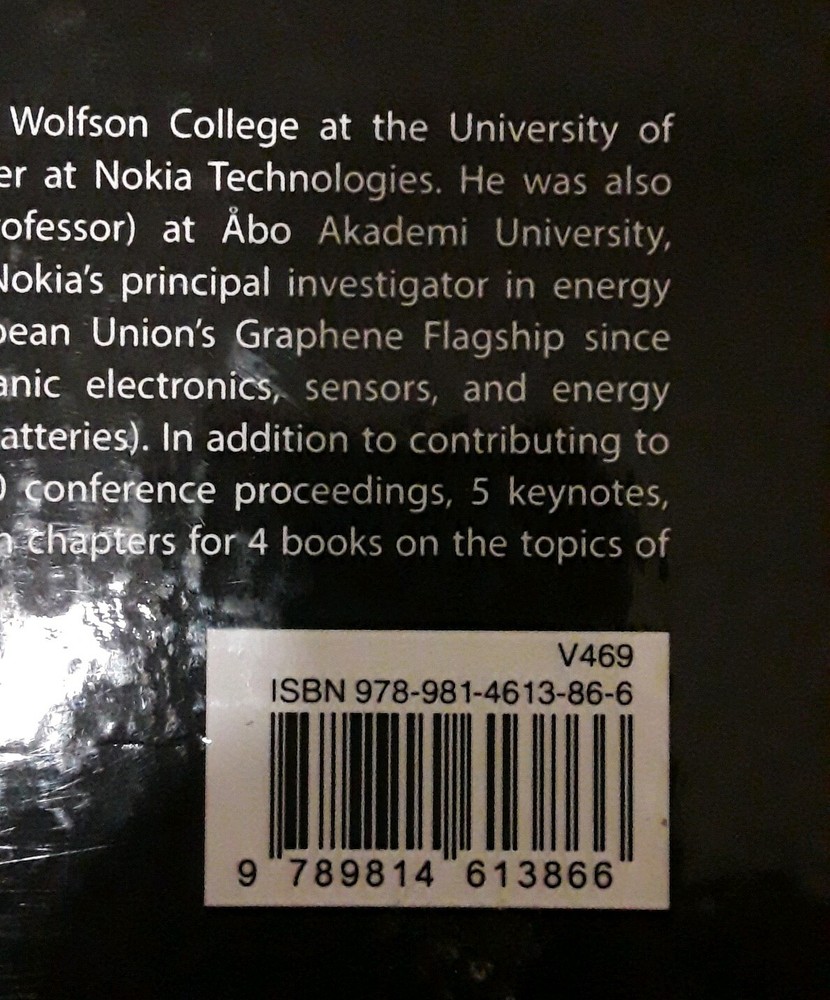 Wolfson College at the University of
er at Nokia Technologies. He was also
ofessor) at Åbo Akademi University,
Nokia's principal investigator in energy
pean Union's Graphene Flagship since
anic electronics, sensors, and energy
atteries). In addition to contributing to
conference proceedings, 5 keynotes,
chapters for 4 books on the topics of
V469
ISBN 978-981-4613-86-6
9 789814 613866